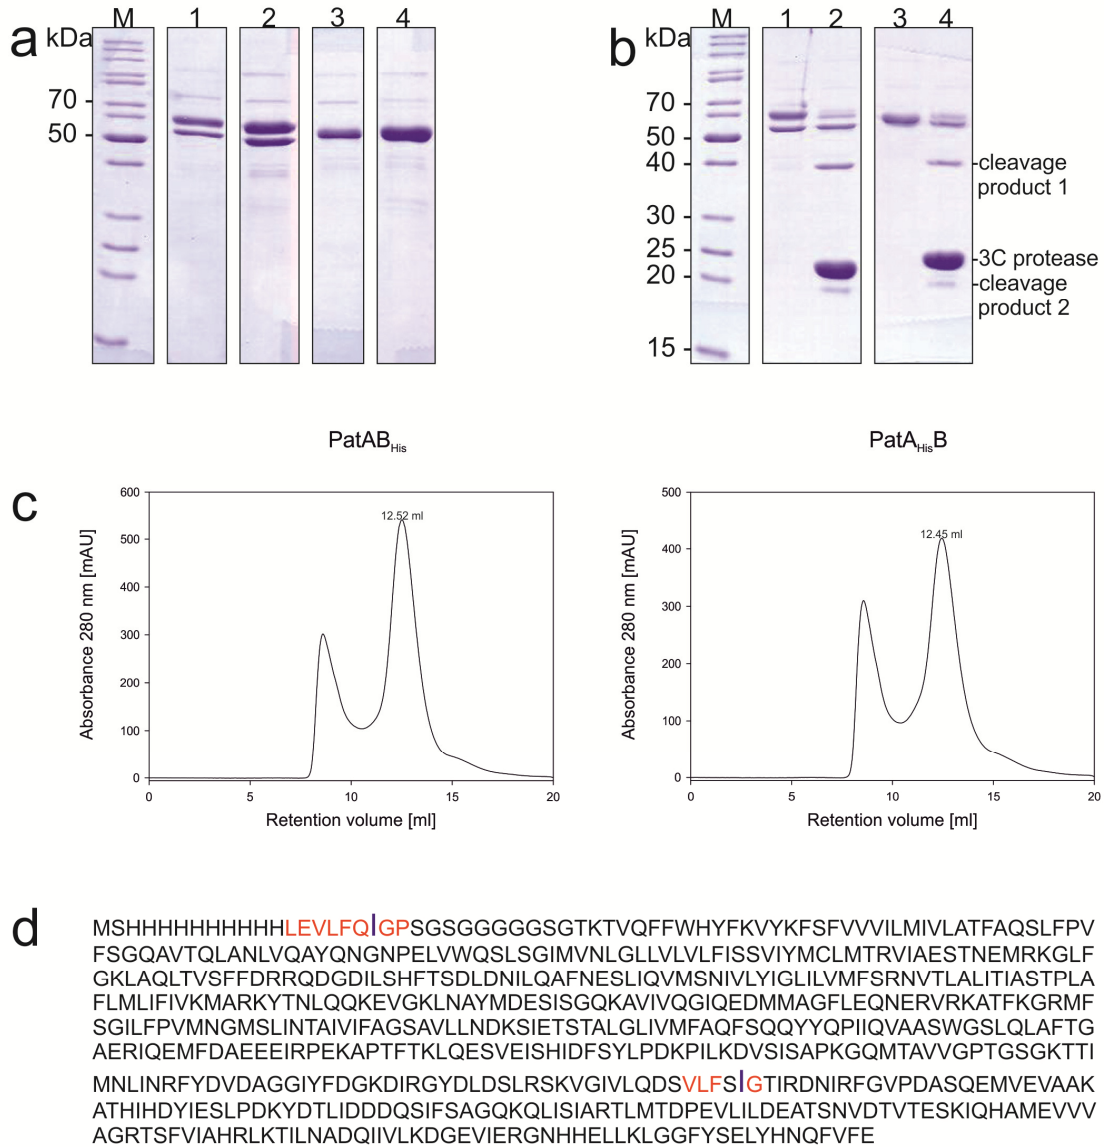 a
kDa
M
1
2
3
4
70
50
b
kDa
M
1
2
3
4
70
50
40
30
25
20
15
cleavage
product 1
3C protease
cleavage
product 2
c
PatABHis
600
500
400
300
200
100
0
Absorbance 280 nm [mAU]
12.52 ml
0 5 10 15 20
Retention volume [ml]
PatAHisB
500
400
300
200
100
0
Absorbance 280 nm [mAU]
12.45 ml
0 5 10 15 20
Retention volume [ml]
d
MSHHHHHHHHHHLEVLFQ|GPSGSGGGGGSGTKTVQFFWHYFKVYKFSFVVVILMIVLATFAQSLFPV
FSGQAVTQLANLVQAYQNGNPELVWQSLSGIMVNLGLLVLVLFISSVIYMCLMTRVIAESTNEMRKGLF
GKLAQLTVSFFDRRQDGDILSHFTSDLDNILQAFNESLIQVMSNIVLYIGLILVMFSRNVTLALITIASTPLA
FLMLIFIVKMARKYTNLQQKEVGKLNAYMDESISGQKAVIVQGIQEDMMAGFLEQNERVRKATFKGRMF
SGILFPVMNGMSLINTAIVIFAGSAVLLNDKSIETSTALGLIVMFAQFSQQYYQPIIQVAASWGSLQLAFTG
AERIQEMFDAEEEIRPEKAPTFTKLQESVEISHIDFSYLPDKPILKDVSISAPKGQMTAVVGPTGSGKTTI
MNLINRFYDVDAGGIYFDGKDIRGYDLDSLRSKVGIVLQDSVLFS|GTIRDNIRFGVPDASQEMVEVAAK
ATHIHDYIESLPDKYDTLIDDDQSIFSAGQKQLISIARTLMTDPEVLILDEATSNVDTVTESKIQHAMEVVV
AGRTSFVIAHRLKTILNADQIIVLKDGEVIERGNHHELLKLGGFYSELYHNQFVFE